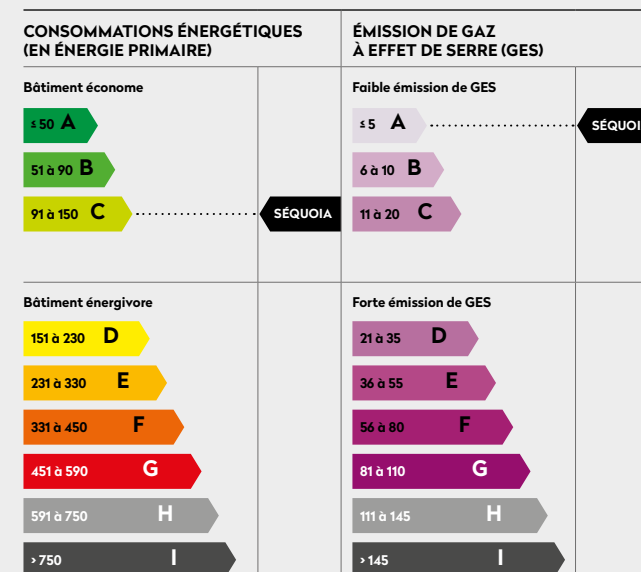 CONSOMMATIONS ÉNERGÉTIQUES
(EN ÉNERGIE PRIMAIRE)
Bâtiment économe
≤ 50 A
51 à 90 B
91 à 150 C
SÉQUOIA
Bâtiment énergivore
151 à 230 D
231 à 330 E
331 à 450 F
451 à 590 G
591 à 750 H
> 750 I
ÉMISSION DE GAZ
À EFFET DE SERRE (GES)
Faible émission de GES
≤ 5 A
SÉQUOI
6 à 10 B
11 à 20 C
Forte émission de GES
21 à 35 D
36 à 55 E
56 à 80 F
81 à 110 G
111 à 145 H
> 145 I